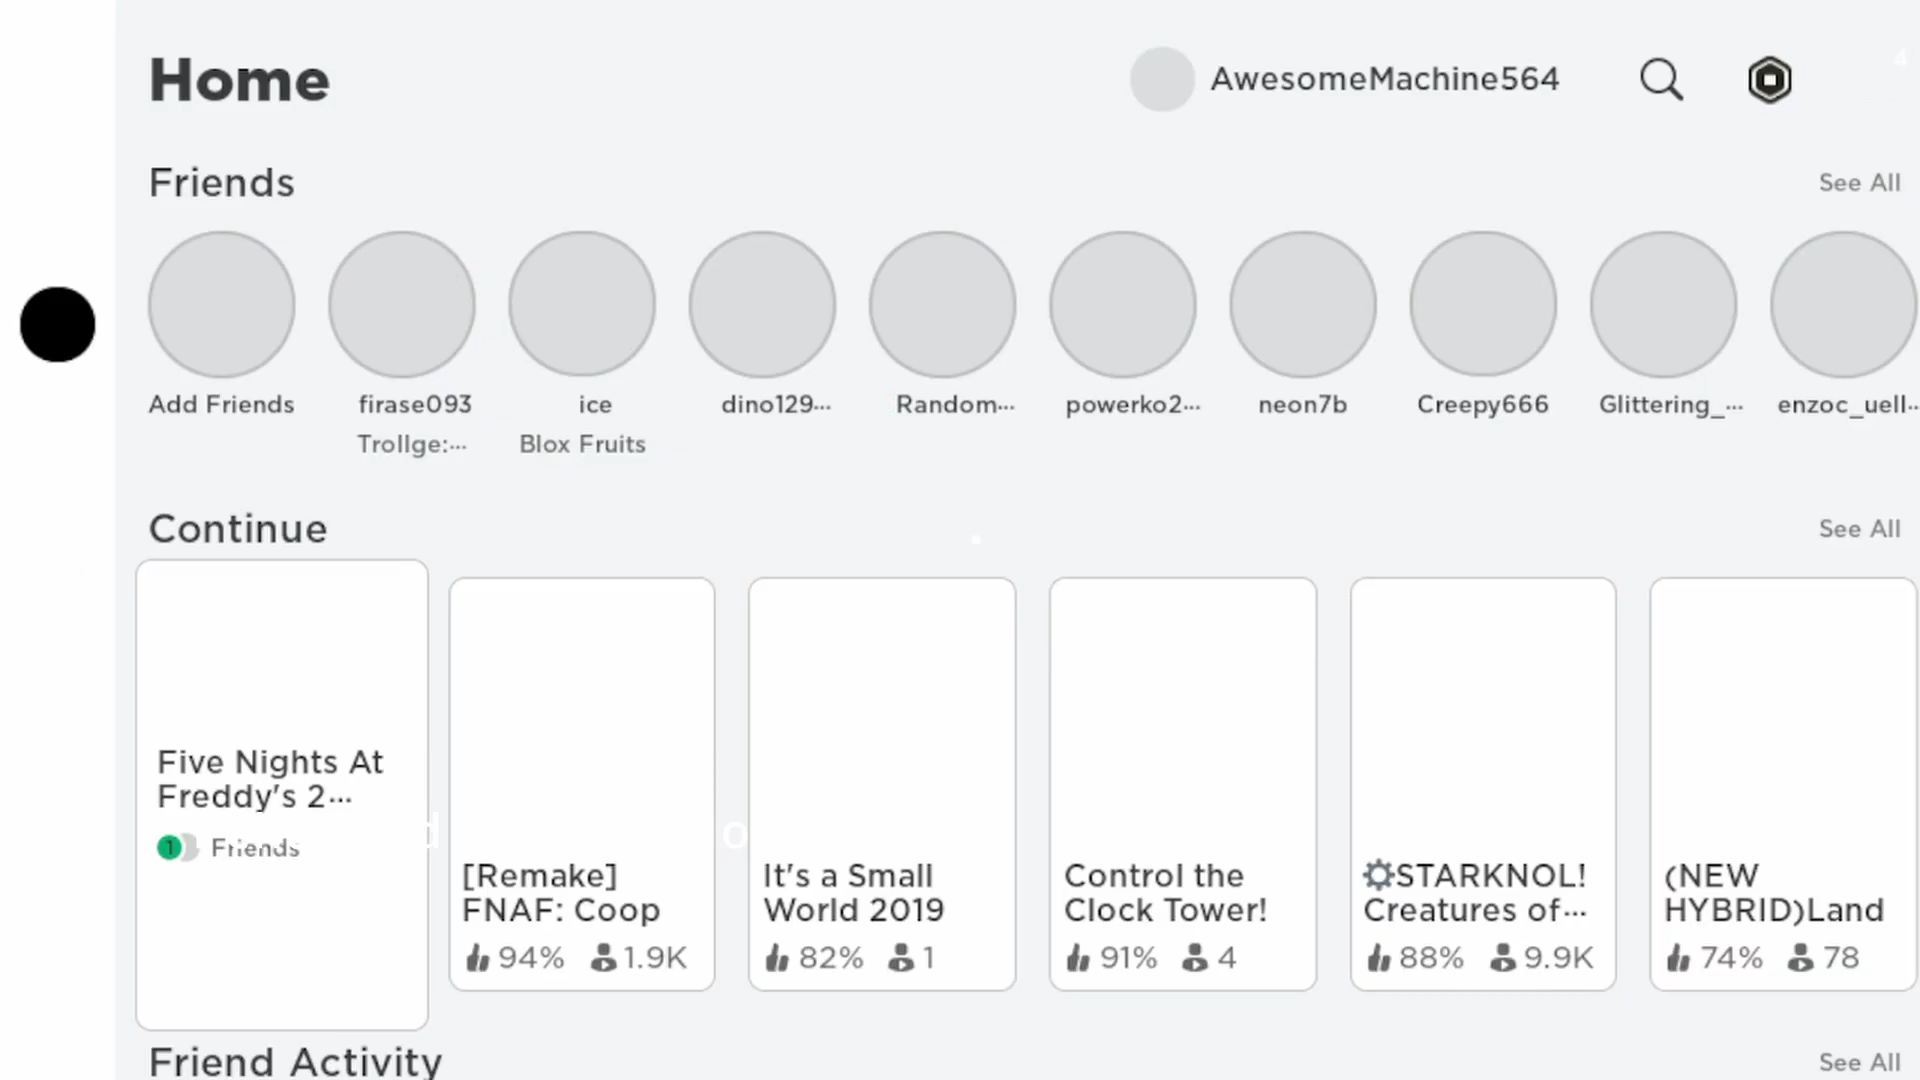 Home
AwesomeMachine564
4
Friends
See All
Add Friends
firase093
ice
dino129...
Random...
powerko2...
neon7b
Creepy666
Glittering_...
enzoc_uell...
Trollge:...
Blox Fruits
Continue
See All
Five Nights At
Freddy's 2...
1
Friends
[Remake]
FNAF: Coop
94%
1.9K
It's a Small
World 2019
82%
1
Control the
Clock Tower!
91%
4
STARKNOL!
Creatures of...
88%
9.9K
(NEW
HYBRID)Land
74%
78
Friend Activity
See All